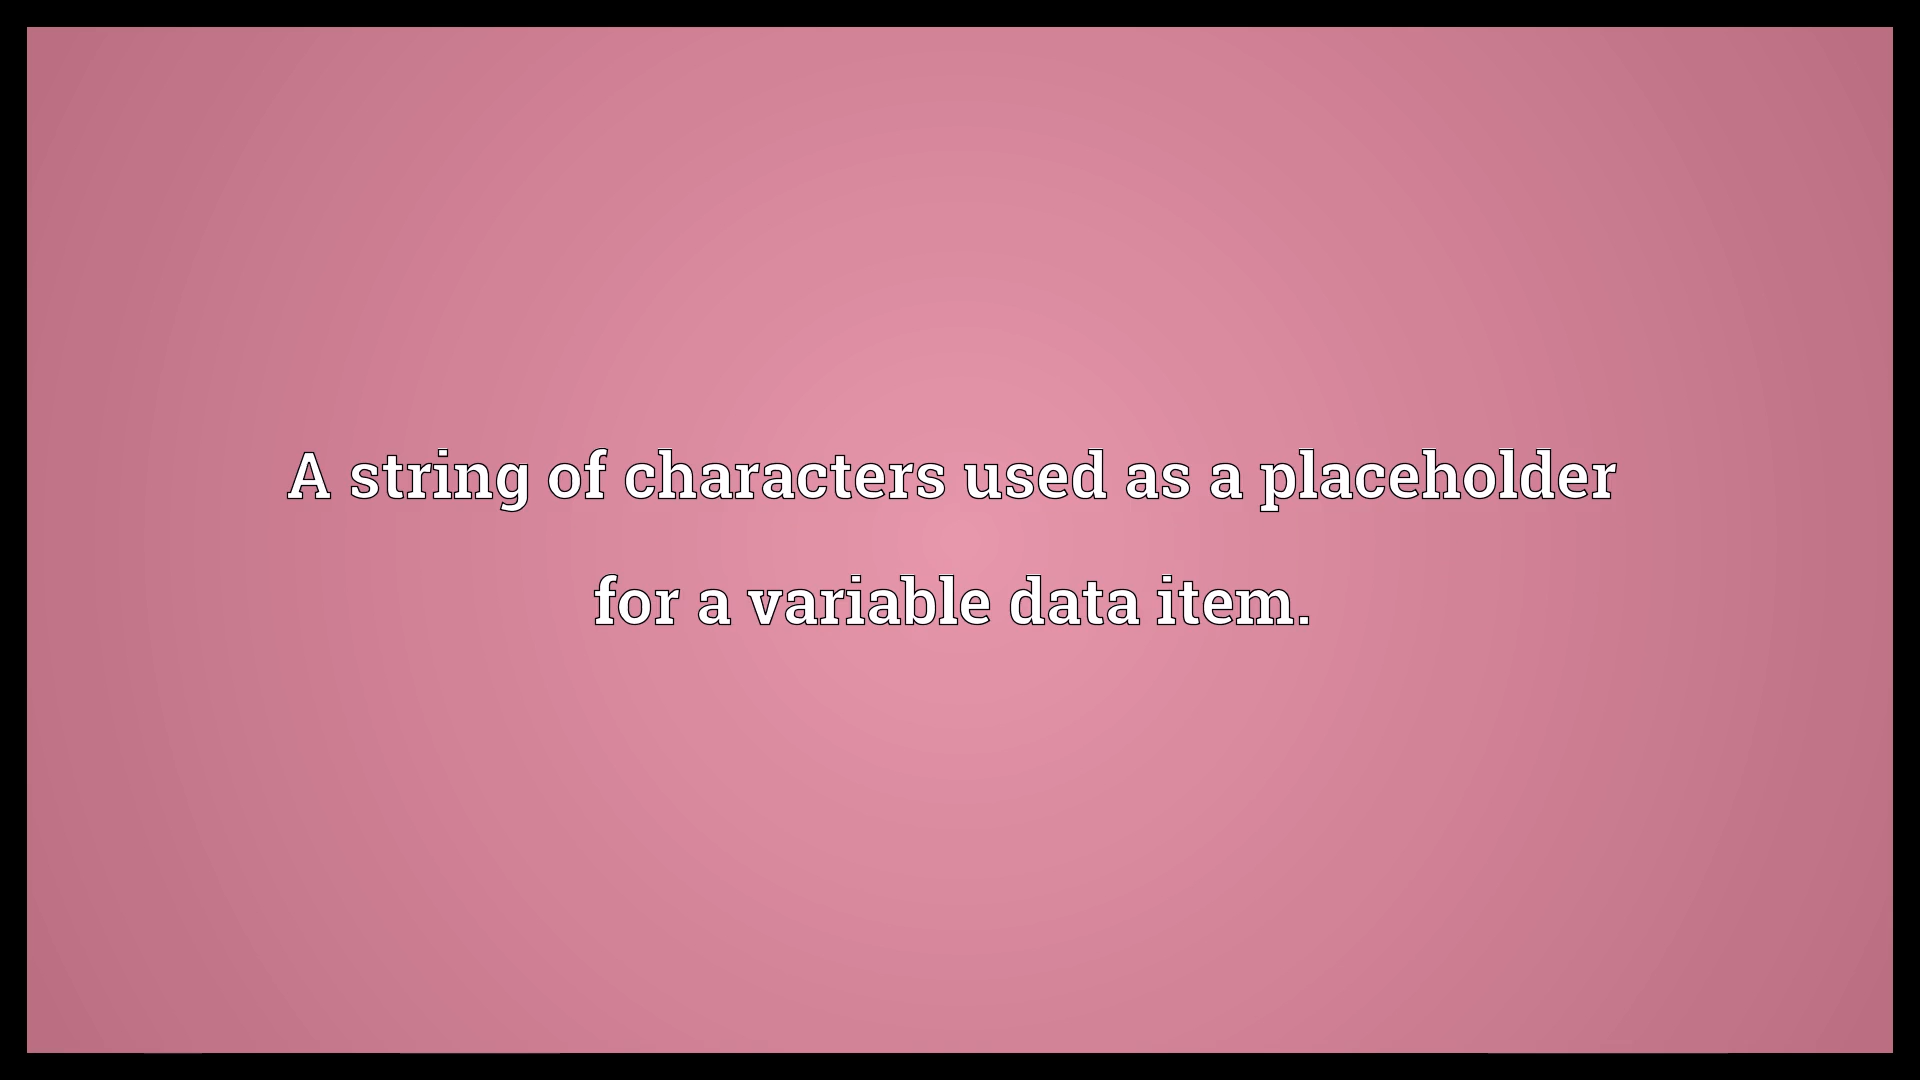 A string of characters used as a placeholder
for a variable data item.